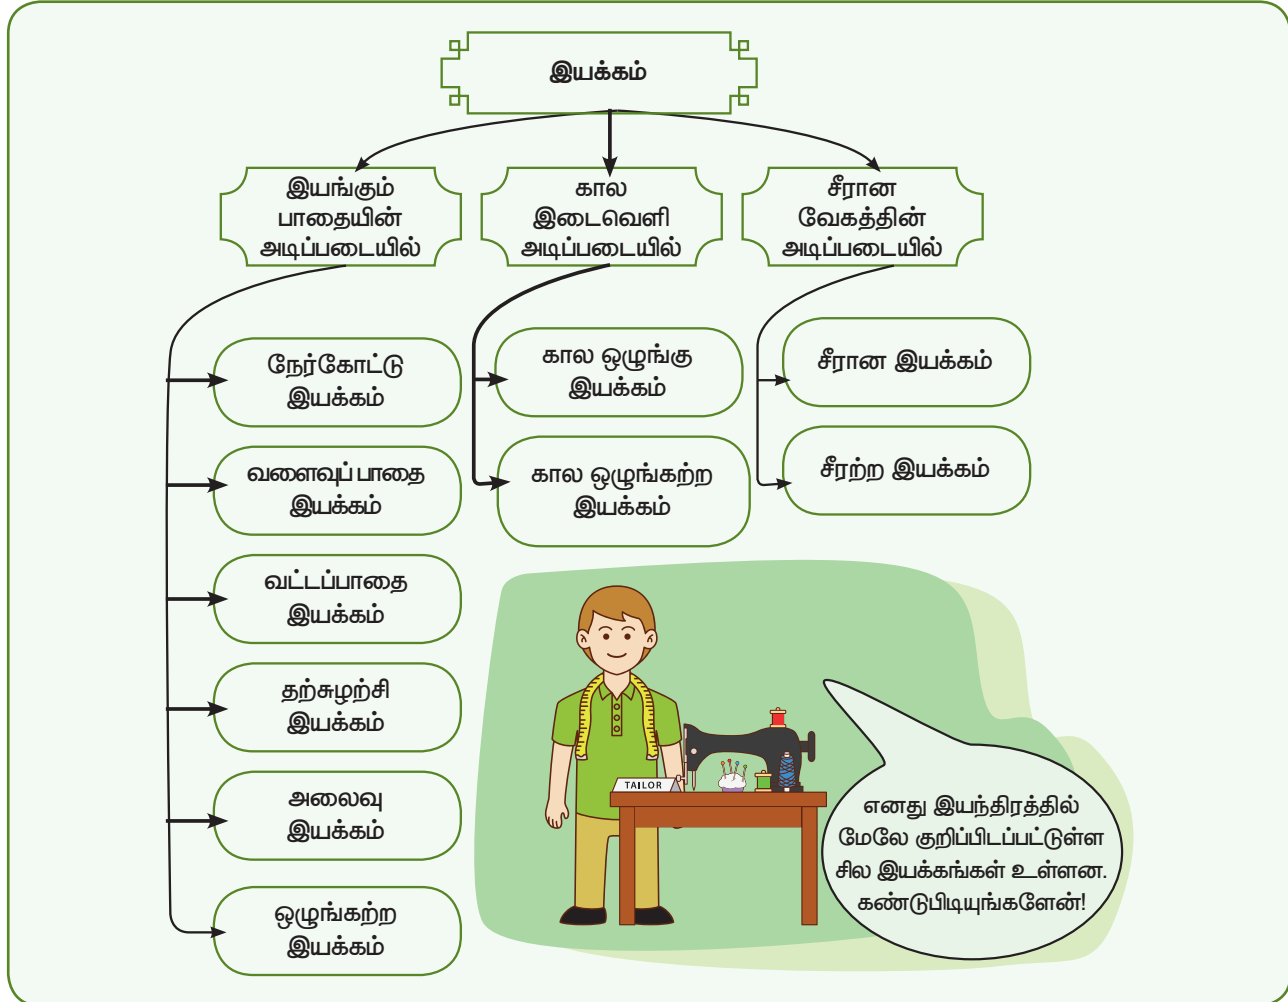 இயக்கம்
இயங்கும்
பாதையின்
அடிப்படையில்
கால
இடைவெளி
அடிப்படையில்
சீரான
வேகத்தின்
அடிப்படையில்
நேர்கோட்டு
இயக்கம்
வளைவுப் பாதை
இயக்கம்
வட்டப்பாதை
இயக்கம்
தற்சுழற்சி
இயக்கம்
அலைவு
இயக்கம்
ஒழுங்கற்ற
இயக்கம்
கால ஒழுங்கு
இயக்கம்
கால ஒழுங்கற்ற
இயக்கம்
சீரான இயக்கம்
சீரற்ற இயக்கம்
TAILOR
எனது இயந்திரத்தில்
மேலே குறிப்பிடப்பட்டுள்ள
சில இயக்கங்கள் உள்ளன.
கண்டுபிடியுங்களேன்!